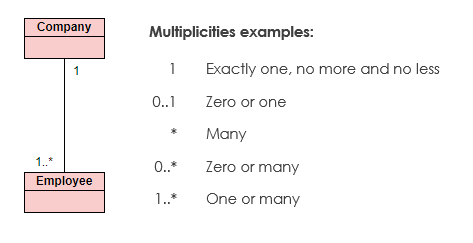 Company
1
1..*
Employee
Multiplicities examples:
1 Exactly one, no more and no less
0..1 Zero or one
* Many
0..* Zero or many
1..* One or many